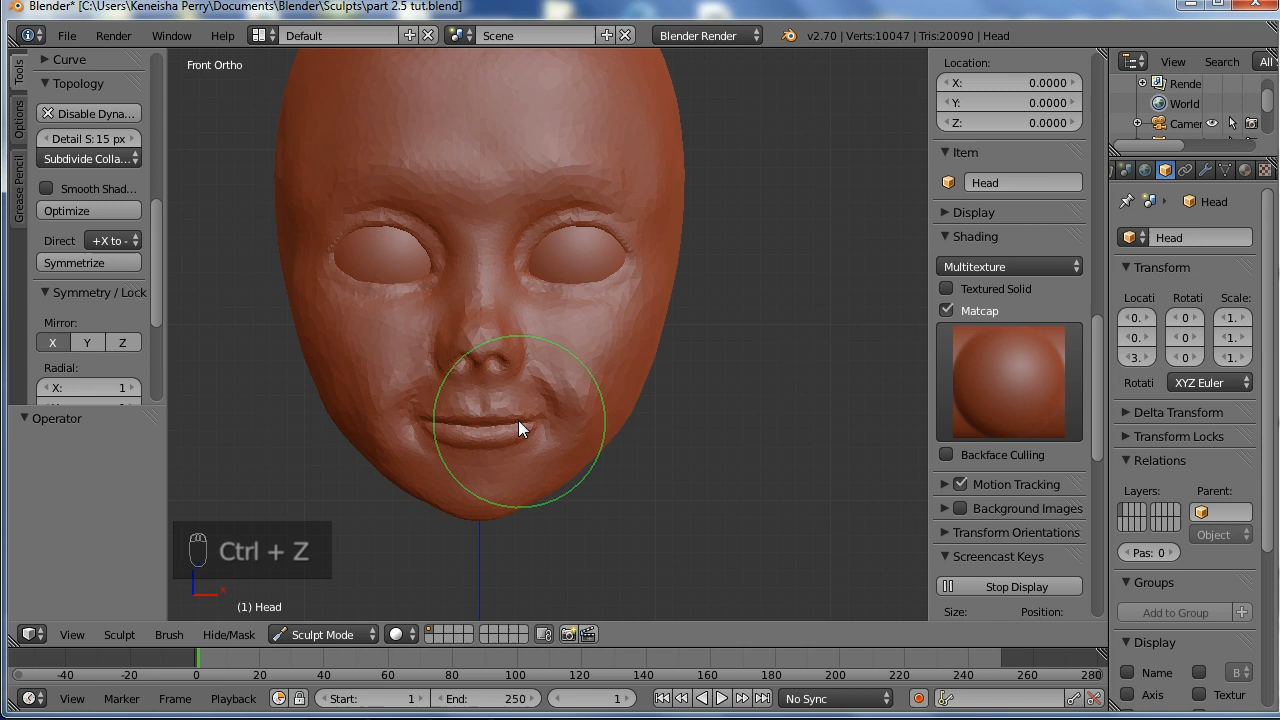 Blender* [C:\Users\Keneisha Perry\Documents\Blender\Sculpts\part 2.5 tut.blend]
File Render Window Help Default Scene Blender Render v2.70 | Verts:10047 | Tris:20090 | Head
Tools
Options
Grease Pencil
Curve
Topology
Disable Dyna...
Detail S: 15 px
Subdivide Colla...
Smooth Shad...
Optimize
Direct +X to -
Symmetrize
Symmetry / Lock
Mirror:
X Y Z
Radial:
X: 1
Operator
Front Ortho
Ctrl + Z
x
(1) Head
Location:
X: 0.0000
Y: 0.0000
Z: 0.0000
Item
Head
Display
Shading
Multitexture
Textured Solid
Matcap
Backface Culling
Motion Tracking
Background Images
Transform Orientations
Screencast Keys
Stop Display
Size: Position:
View Search All
Rende
World
Camer
Head
Head
Transform
Locati Rotati Scale:
0. 0 1.
0. 0 1.
3. 0 1.
Rotati XYZ Euler
Delta Transform
Transform Locks
Relations
Layers: Parent:
Object
Pas: 0
Groups
Add to Group
Display
Name B
Axis Textur
View Sculpt Brush Hide/Mask Sculpt Mode
-40 -20 0 20 40 60 80 100 120 140 160 180 200 220 240 260 280
View Marker Frame Playback Start: 1 End: 250 1 No Sync